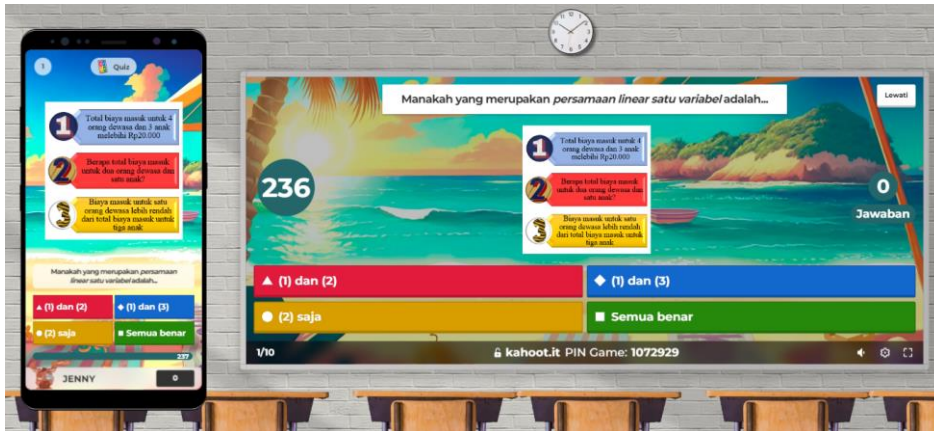 1
Quiz
1
Total biaya masuk untuk 4
orang dewasa dan 3 anak
melebihi Rp20.000
2
Berapa total biaya masuk
untuk dua orang dewasa dan
satu anak?
3
Biaya masuk untuk satu
orang dewasa lebih rendah
dari total biaya masuk untuk
tiga anak
Manakah yang merupakan persamaan
linear satu variabel adalah...
(1) dan (2)
(1) dan (3)
(2) saja
Semua benar
237
JENNY
0
Manakah yang merupakan persamaan linear satu variabel adalah...
Lewati
1
Total biaya masuk untuk 4
orang dewasa dan 3 anak
melebihi Rp20.000
2
Berapa total biaya masuk
untuk dua orang dewasa dan
satu anak?
3
Biaya masuk untuk satu
orang dewasa lebih rendah
dari total biaya masuk untuk
tiga anak
236
0
Jawaban
(1) dan (2)
(1) dan (3)
(2) saja
Semua benar
1/10
kahoot.it PIN Game: 1072929